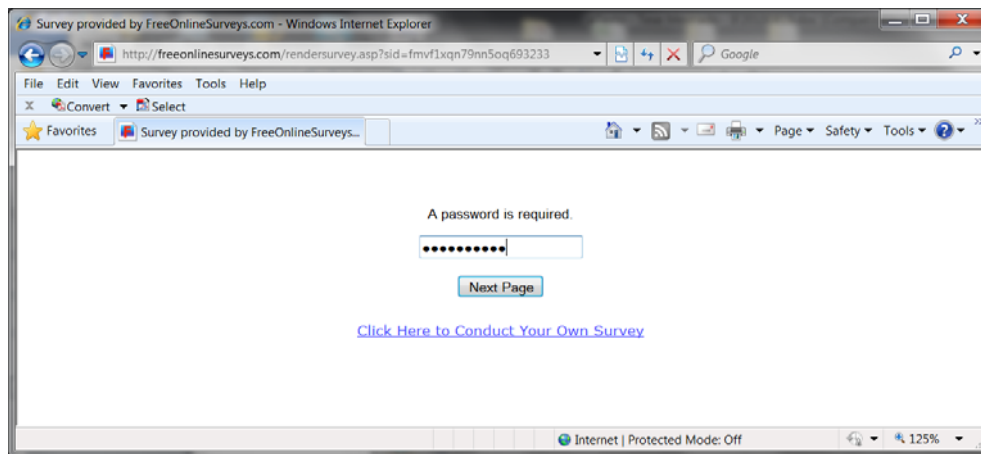 Survey provided by FreeOnlineSurveys.com - Windows Internet Explorer
http://freeonlinesurveys.com/rendersurvey.asp?sid=fmvf1xqn79nn5oq693233 Google
File Edit View Favorites Tools Help
x Convert Select
Favorites Survey provided by FreeOnlineSurveys... Page Safety Tools
A password is required.
••••••••••
Next Page
Click Here to Conduct Your Own Survey
Internet | Protected Mode: Off 125%